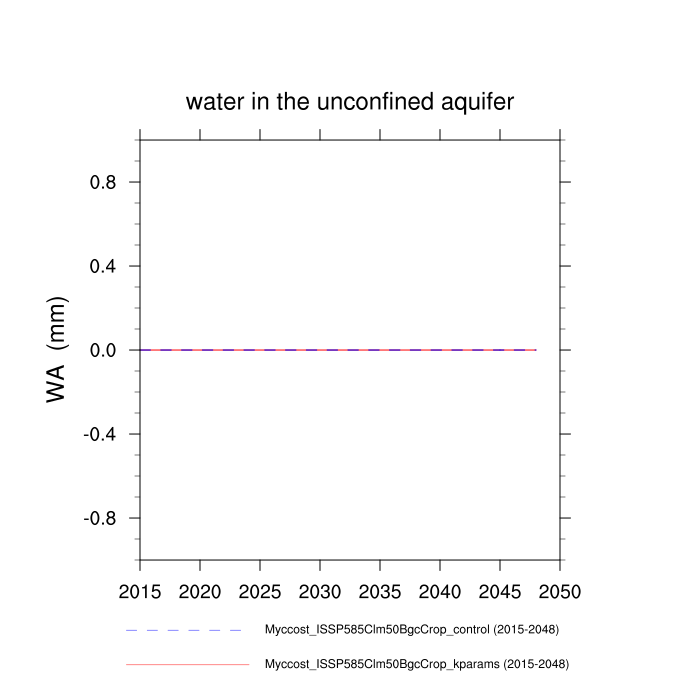 water in the unconfined aquifer
WA (mm)
0.8
0.4
0.0
-0.4
-0.8
2015 2020 2025 2030 2035 2040 2045 2050
Myccost_ISSP585Clm50BgcCrop_control (2015-2048)
Myccost_ISSP585Clm50BgcCrop_kparams (2015-2048)